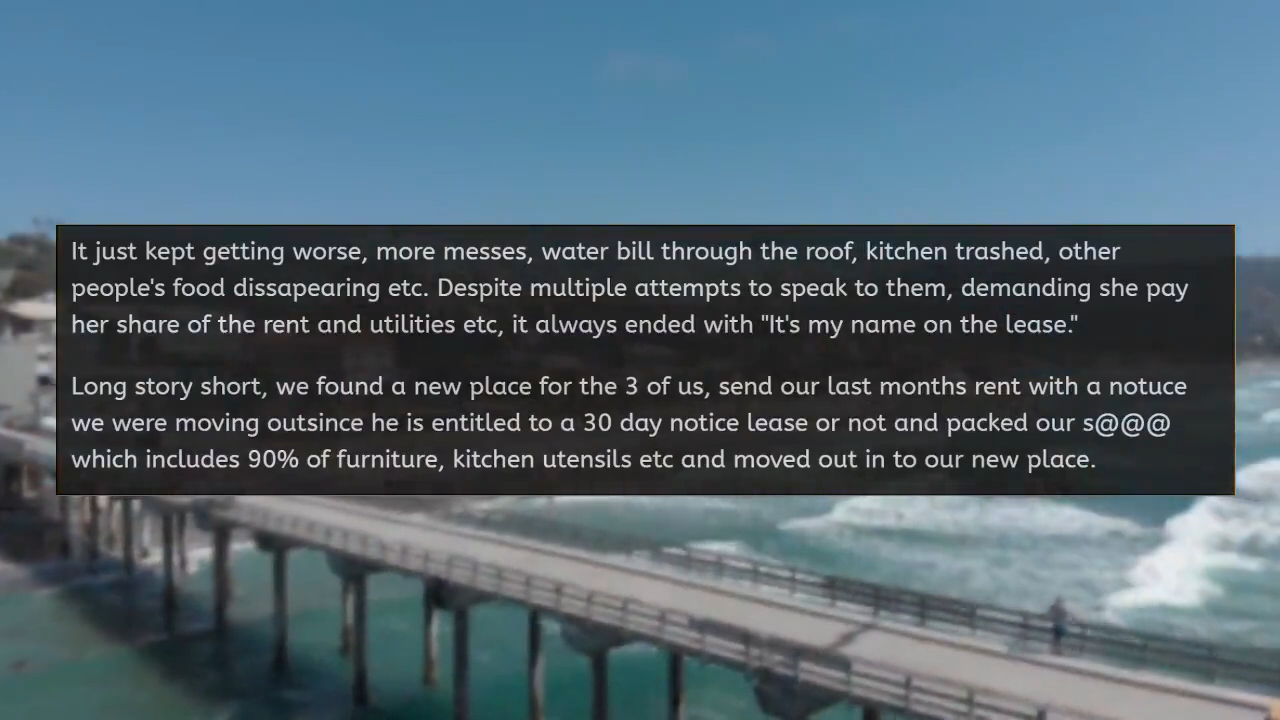 It just kept getting worse, more messes, water bill through the roof, kitchen trashed, other
people's food dissapearing etc. Despite multiple attempts to speak to them, demanding she pay
her share of the rent and utilities etc, it always ended with "It's my name on the lease."
Long story short, we found a new place for the 3 of us, send our last months rent with a notuce
we were moving outsince he is entitled to a 30 day notice lease or not and packed our s@@@
which includes 90% of furniture, kitchen utensils etc and moved out in to our new place.